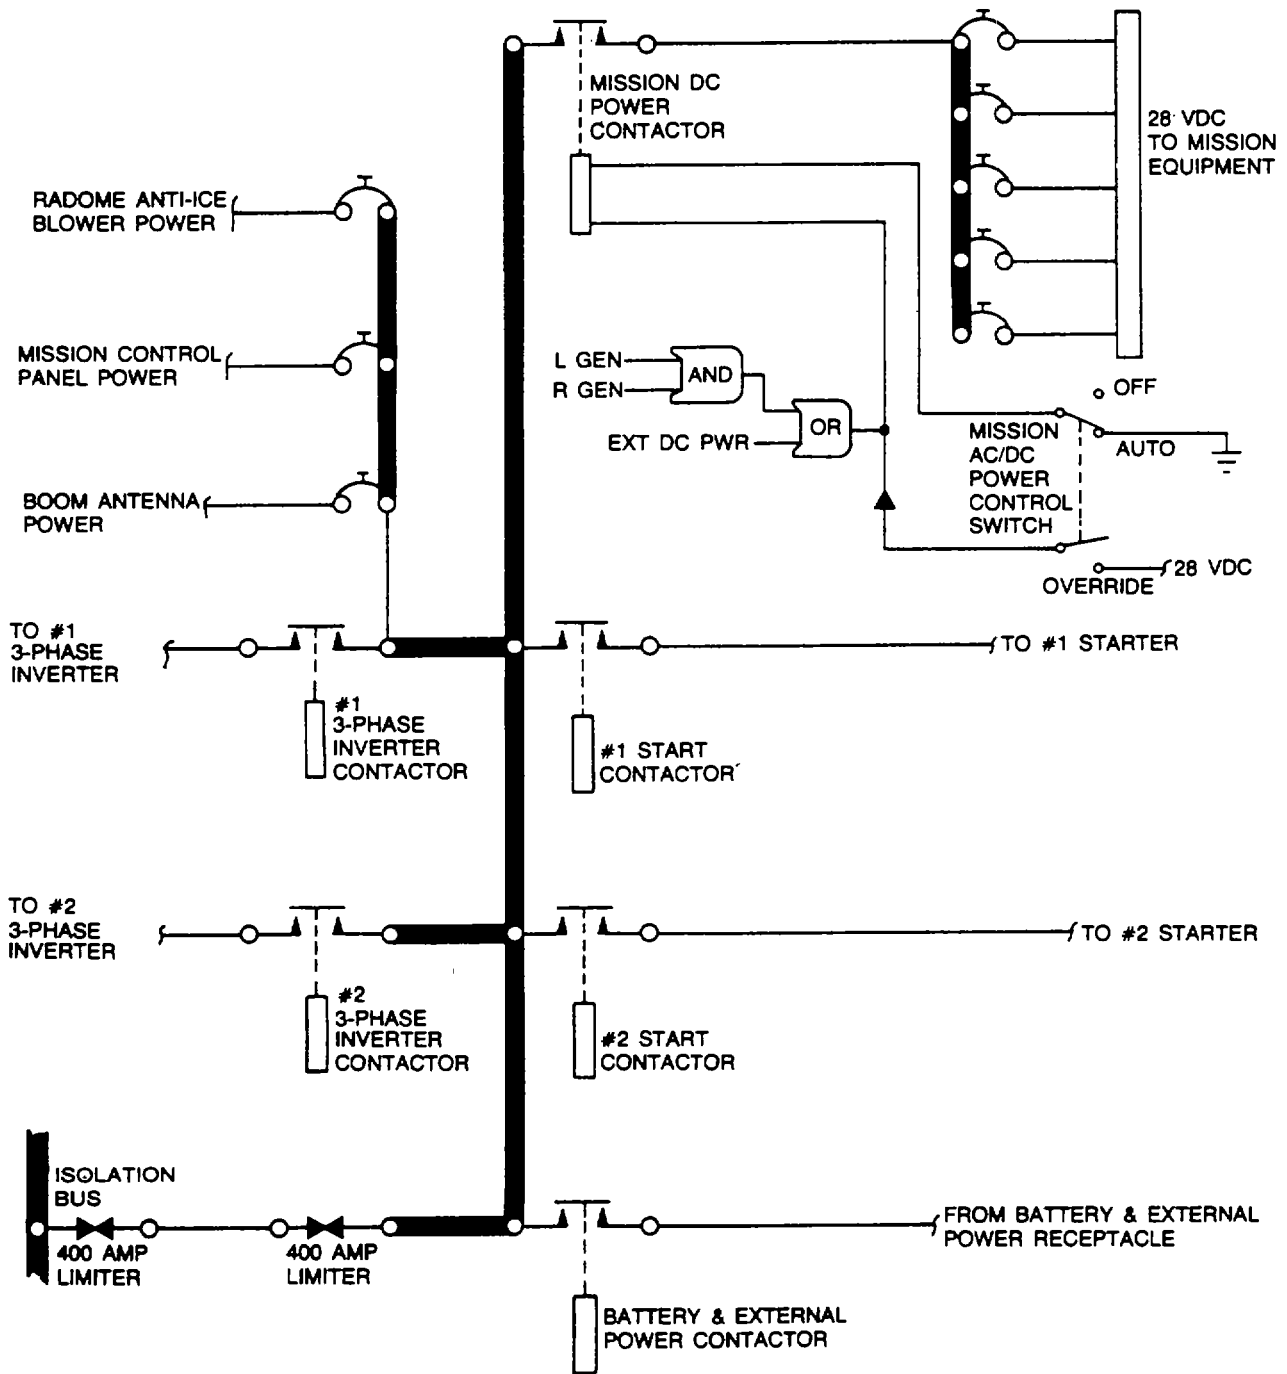 MISSION DC
POWER
CONTACTOR
28 VDC
TO MISSION
EQUIPMENT
RADOME ANTI-ICE
BLOWER POWER
MISSION CONTROL
PANEL POWER
BOOM ANTENNA
POWER
L GEN
R GEN
AND
EXT DC PWR
OR
OFF
AUTO
MISSION
AC/DC
POWER
CONTROL
SWITCH
OVERRIDE
28 VDC
TO #1
3-PHASE
INVERTER
#1
3-PHASE
INVERTER
CONTACTOR
TO #1 STARTER
#1 START
CONTACTOR
TO #2
3-PHASE
INVERTER
#2
3-PHASE
INVERTER
CONTACTOR
TO #2 STARTER
#2 START
CONTACTOR
ISOLATION
BUS
400 AMP
LIMITER
400 AMP
LIMITER
FROM BATTERY & EXTERNAL
POWER RECEPTACLE
BATTERY & EXTERNAL
POWER CONTACTOR